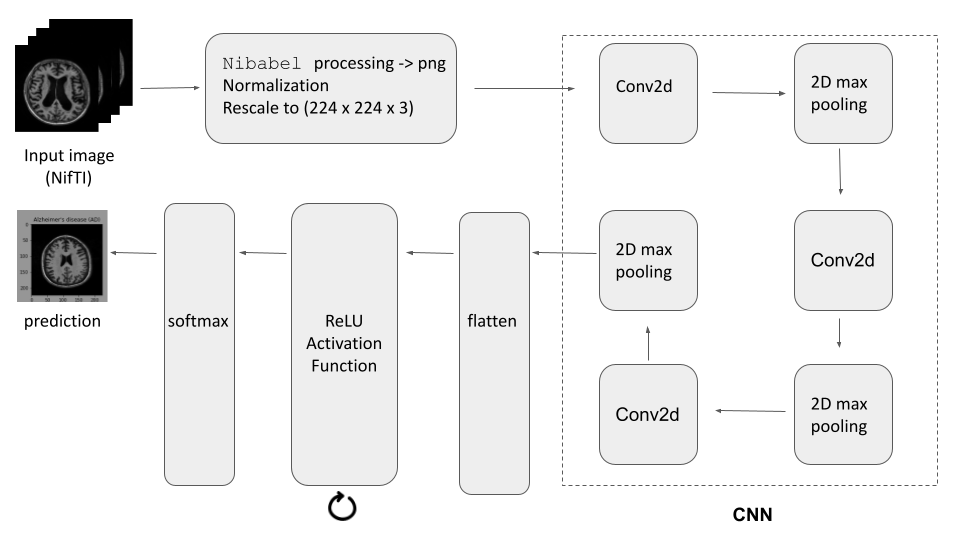 Nibabel processing -> png
Normalization
Rescale to (224 x 224 x 3)
Input image
(NifTI)
Conv2d
2D max
pooling
Conv2d
2D max
pooling
Conv2d
2D max
pooling
flatten
ReLU
Activation
Function
softmax
Alzheimer's disease (AD)
prediction
CNN